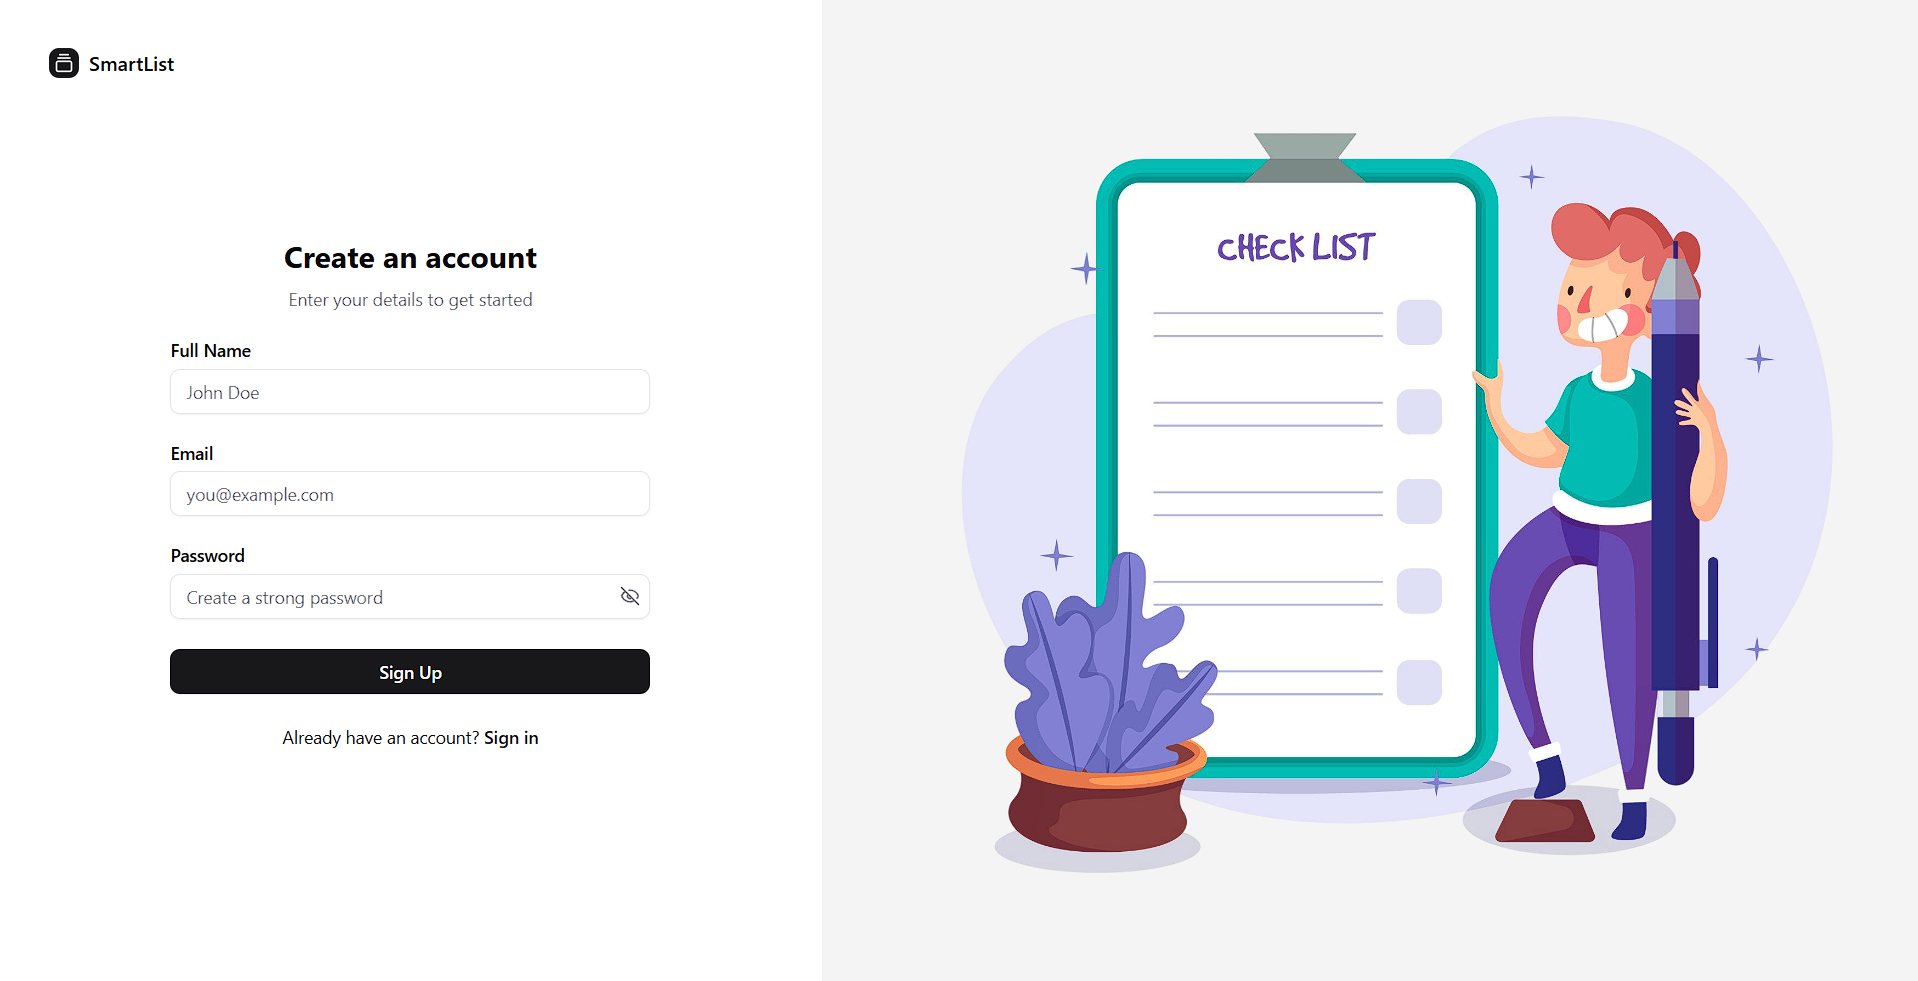 SmartList
Create an account
Enter your details to get started
Full Name
John Doe
Email
you@example.com
Password
Create a strong password
Sign Up
Already have an account? Sign in
CHECK LIST